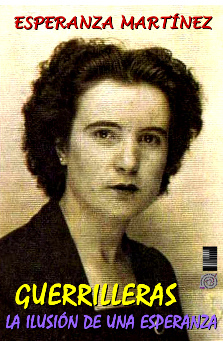 ESPERANZA MARTÍNEZ
GUERRILLERAS
LA ILUSIÓN DE UNA ESPERANZA